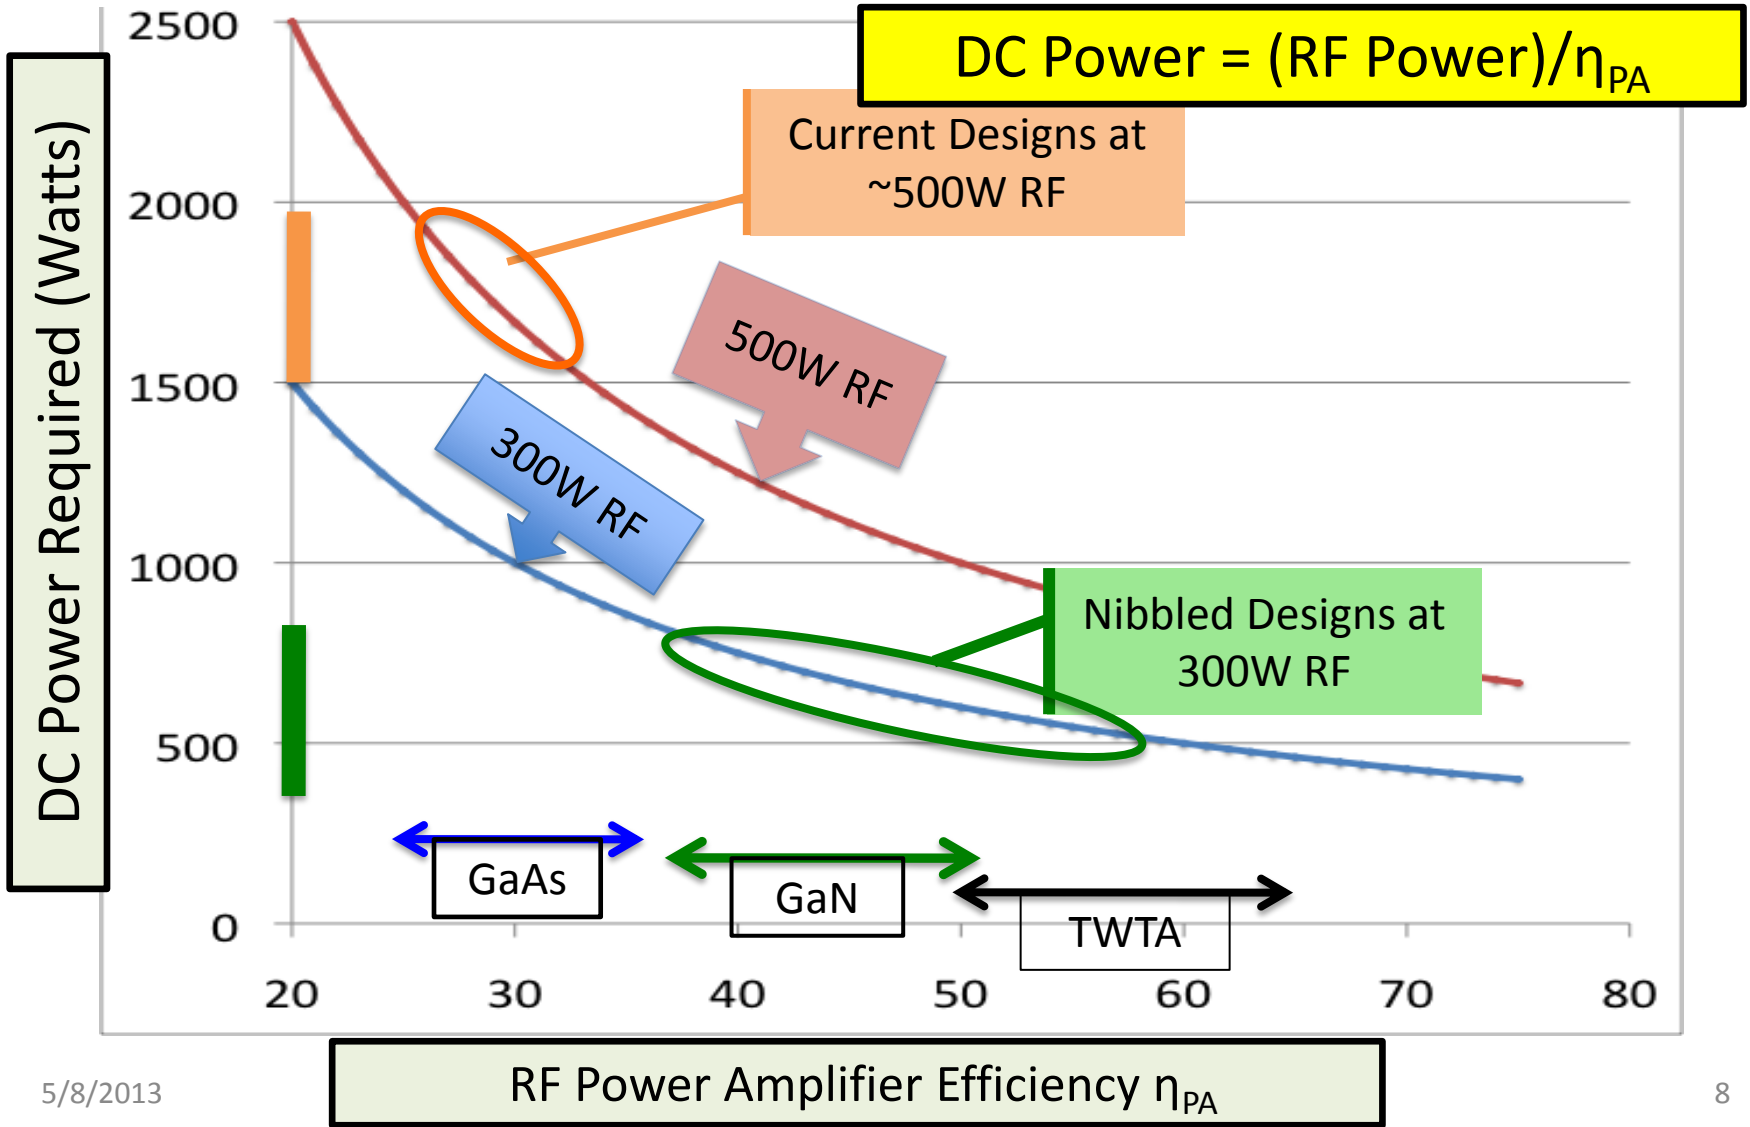 DC Power = (RF Power)/η_PA
DC Power Required (Watts)
2500
2000
1500
1000
500
0
Current Designs at
~500W RF
500W RF
300W RF
Nibbled Designs at
300W RF
GaAs
GaN
TWTA
20 30 40 50 60 70 80
RF Power Amplifier Efficiency η_PA
5/8/2013
8